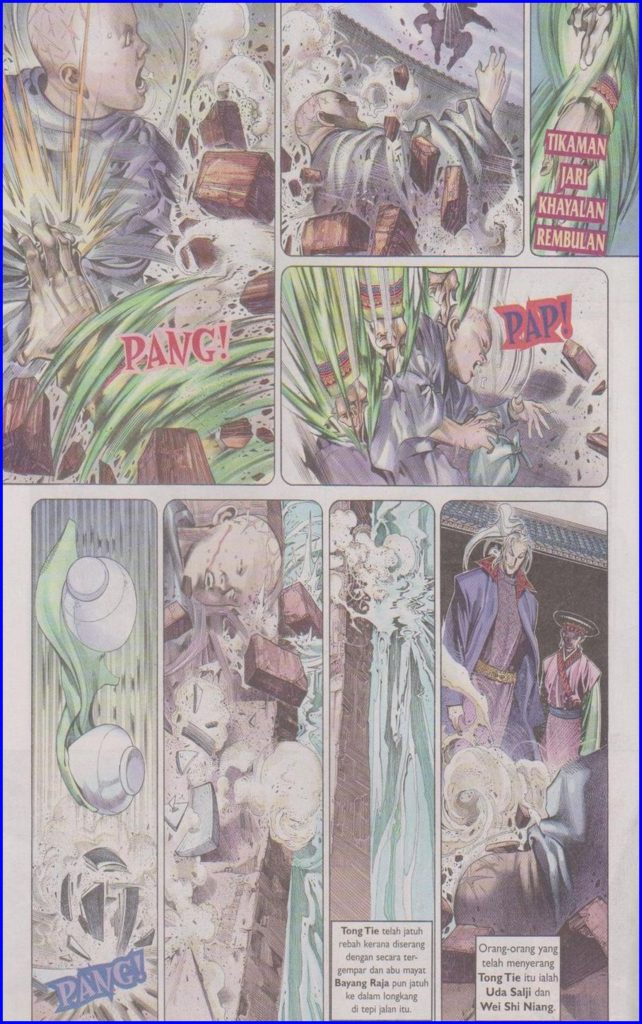 TIKAMAN
JARI
KHAYALAN
REMBULAN
PANG!
PAP!
PANG!
Tong Tie telah jatuh
rebah kerana diserang
dengan secara ter-
gempar dan abu mayat
Bayang Raja pun jatuh
ke dalam longkang
di tepi jalan itu.
Orang-orang yang
telah menyerang
Tong Tie itu ialah
Uda Salji dan
Wei Shi Niang.